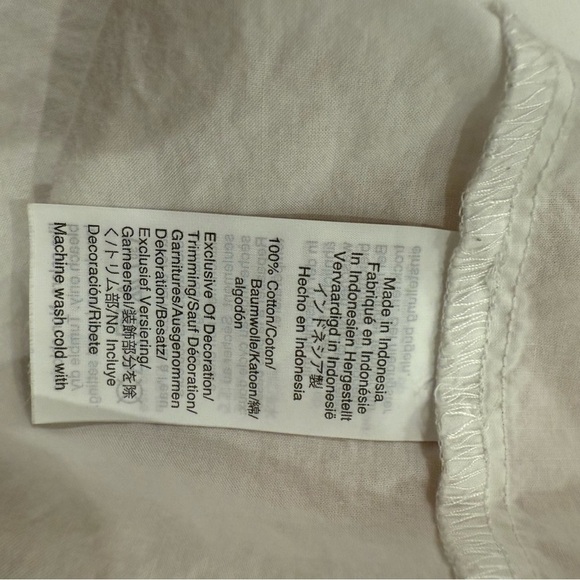 Made in Indonesia
Fabriqué en Indonésie
In Indonesien Hergestellt
Vervaardigd in Indonesië
インドネシア製
Hecho en Indonesia
100% Cotton/Coton/
Baumwolle/Katoen/綿/
algodón
Exclusive Of Decoration/
Trimming/Sauf Décoration/
Garnitures/Ausgenommen
Dekoration/Besatz/
Exclusief Versiering/
Garneersel/装飾部分を除
く/トリム部/No Incluye
Decoracion/Ribete
Machine wash cold with